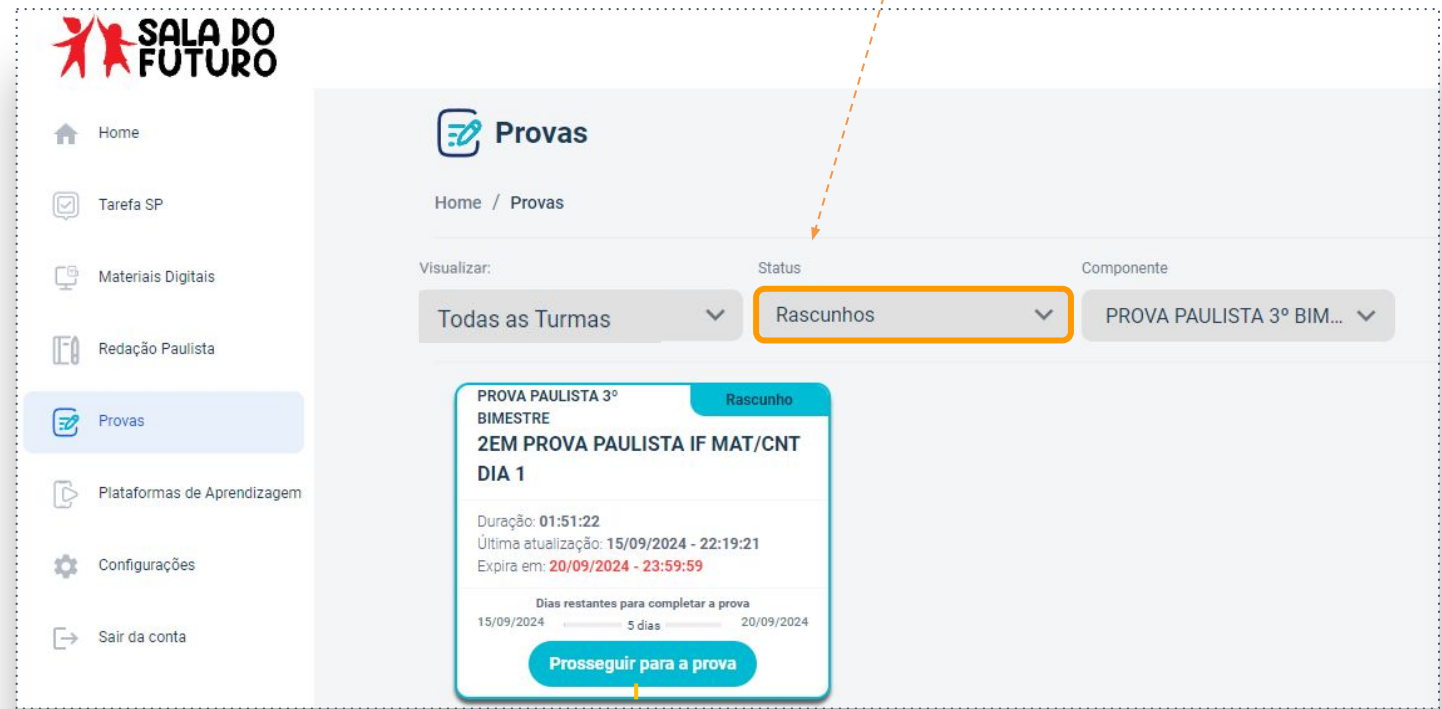 SALA DO
FUTURO
Home
Tarefa SP
Materiais Digitais
Redação Paulista
Provas
Plataformas de Aprendizagem
Configurações
Sair da conta
Provas
Home / Provas
Visualizar:
Todas as Turmas
Status
Rascunhos
Componente
PROVA PAULISTA 3º BIM...
PROVA PAULISTA 3º
BIMESTRE
Rascunho
2EM PROVA PAULISTA IF MAT/CNT
DIA 1
Duração: 01:51:22
Última atualização: 15/09/2024 - 22:19:21
Expira em: 20/09/2024 - 23:59:59
Dias restantes para completar a prova
15/09/2024 5 dias 20/09/2024
Prosseguir para a prova